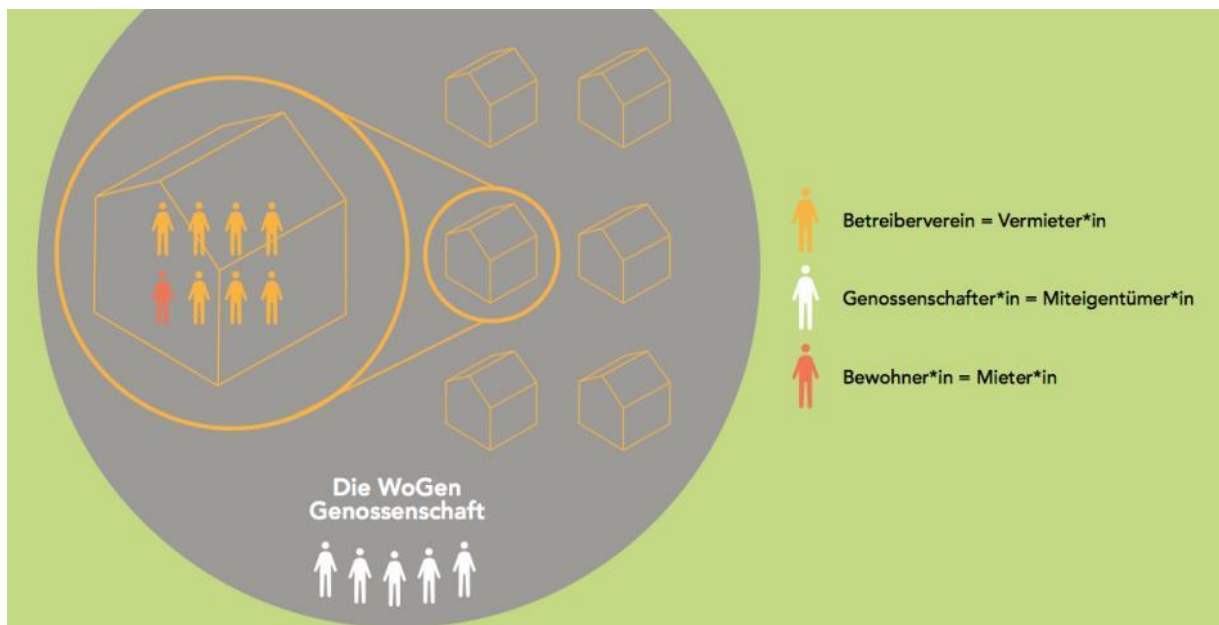 Betreiberverein = Vermieter*in
Genossenschafter*in = Miteigentümer*in
Bewohner*in = Mieter*in
Die WoGen
Genossenschaft